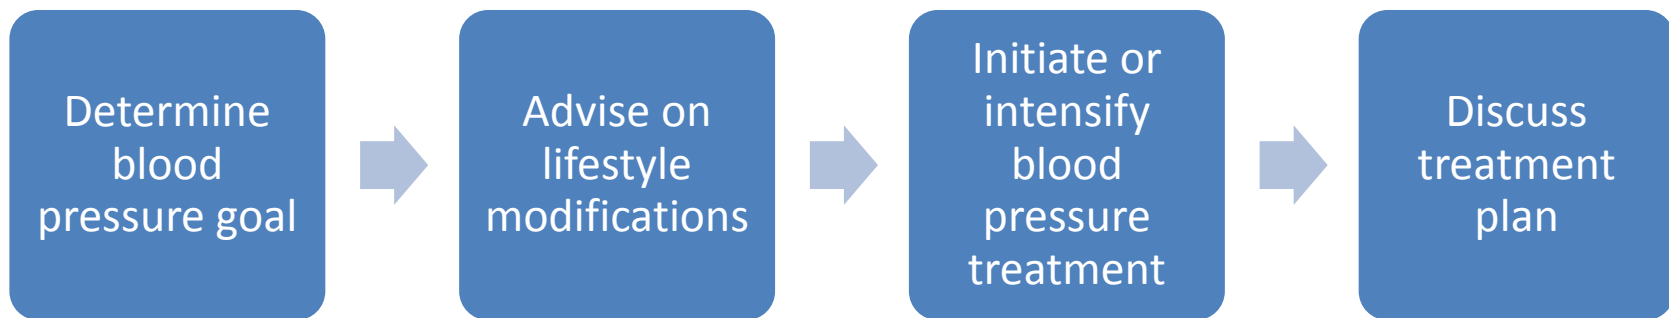 Determine
blood
pressure goal
Advise on
lifestyle
modifications
Initiate or
intensify
blood
pressure
treatment
Discuss
treatment
plan